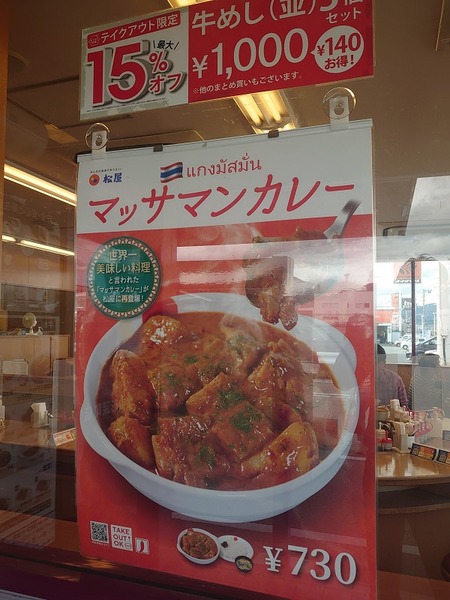 テイクアウト限定
最大
15%オフ
牛めし(並)5個
セット
¥1,000
¥140
お得!
※他のまとめ買いもございます。
松屋
แกงมัสมั่น
マッサマンカレー
世界一
美味しい料理
と言われた
「マッサマンカレー」が
松屋に再登場!
TAKE
OUT!
OK
¥730